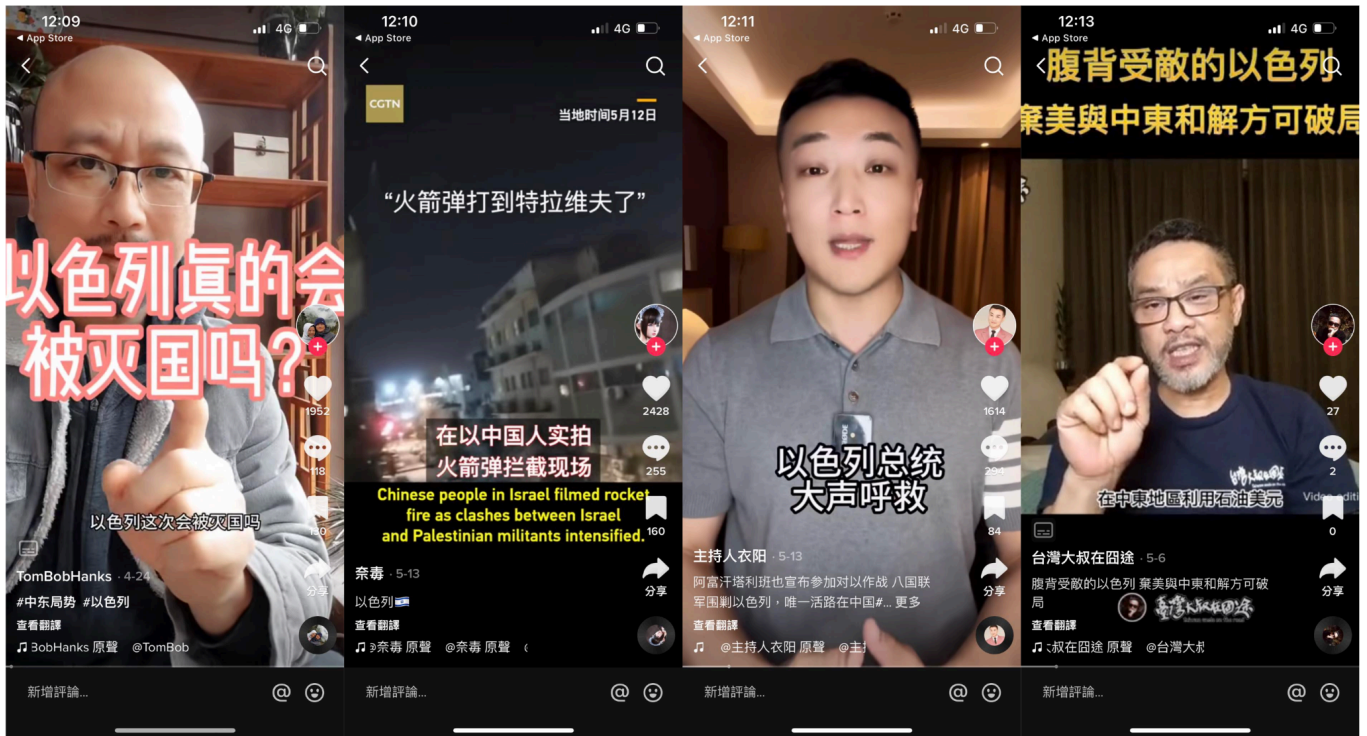 12:09
4G
◀ App Store
以色列真的会
被灭国吗?
1952
118
130
以色列这次会被灭国吗
TomBobHanks · 4-24
分享
#中东局势 #以色列
查看翻譯
BobHanks 原聲 @TomBob
新增評論...
12:10
4G
◀ App Store
CGTN
当地时间5月12日
“火箭弹打到特拉维夫了”
2428
在以中国人实拍
火箭弹拦截现场
255
Chinese people in Israel filmed rocket
fire as clashes between Israel
and Palestinian militants intensified.
160
奈毒 · 5-13
分享
以色列🇮🇱
查看翻譯
奈毒 原聲 @奈毒 原聲
新增評論...
12:11
4G
◀ App Store
1614
以色列总统
大声呼救
294
84
主持人衣阳 · 5-13
阿富汗塔利班也宣布参加对以作战 八国联
分享
军围剿以色列，唯一活路在中国#... 更多
查看翻譯
@主持人衣阳 原聲 @主持
新增評論...
12:13
4G
◀ App Store
腹背受敵的以色列
棄美與中東和解方可破局
27
2
在中東地區利用石油美元
0
台灣大叔在囧途 · 5-6
分享
腹背受敵的以色列 棄美與中東和解方可破
局
臺灣大叔在囧途
查看翻譯
叔在囧途 原聲 @台灣大叔
新增評論...